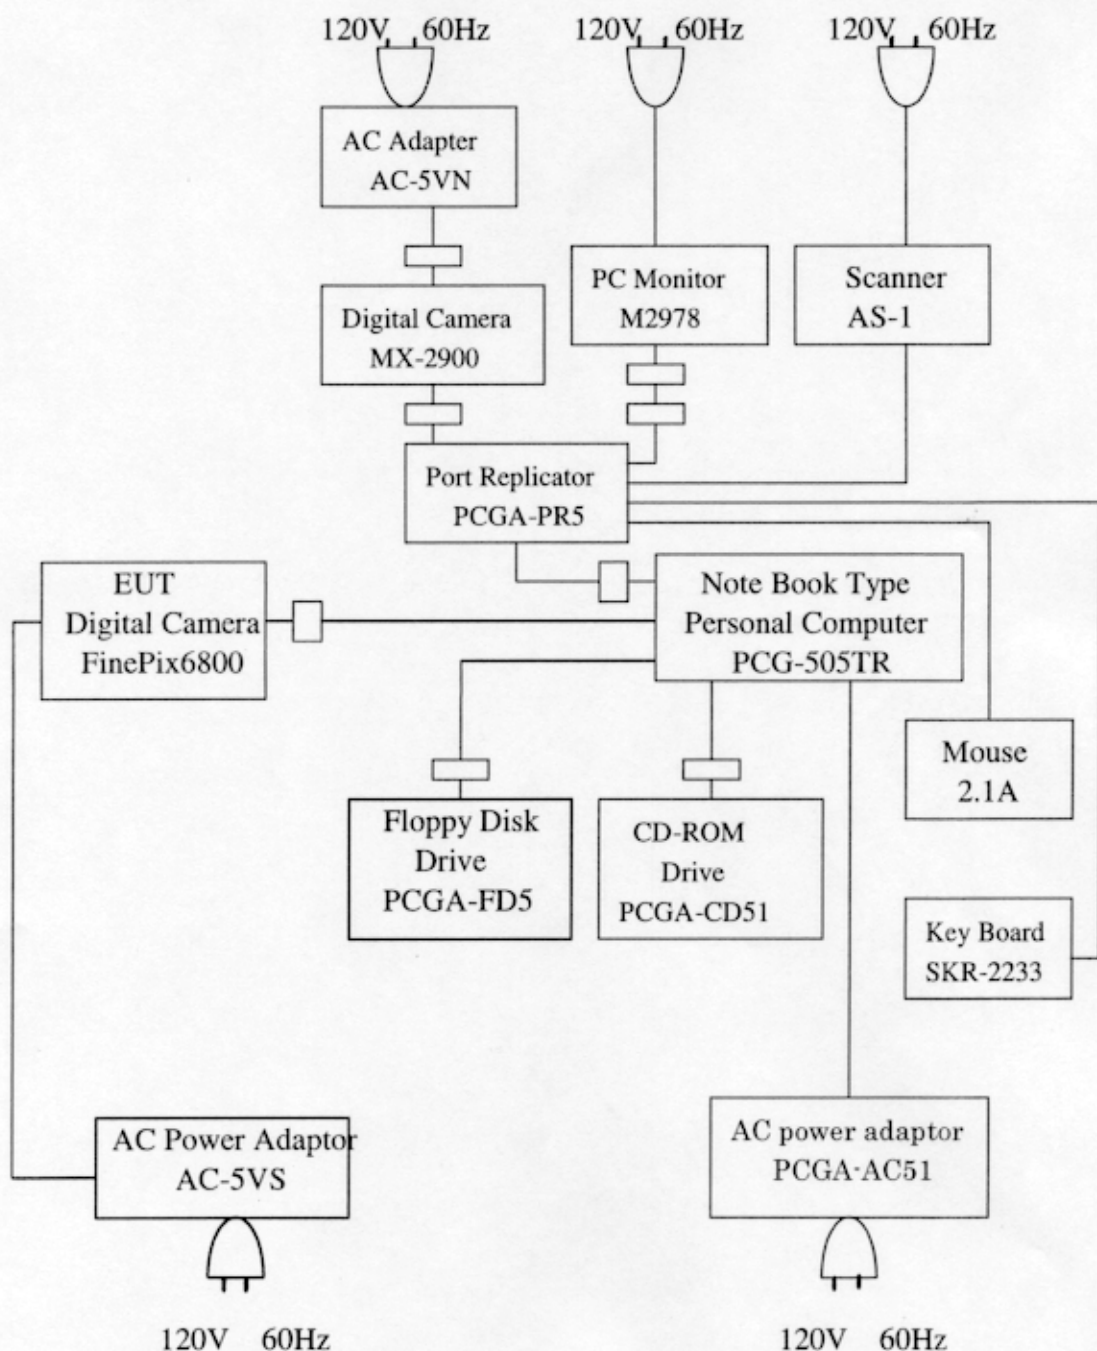 120V 60Hz
120V 60Hz
120V 60Hz
AC Adapter
AC-5VN
PC Monitor
M2978
Scanner
AS-1
Digital Camera
MX-2900
Port Replicator
PCGA-PR5
EUT
Digital Camera
FinePix6800
Note Book Type
Personal Computer
PCG-505TR
Mouse
2.1A
Floppy Disk
Drive
PCGA-FD5
CD-ROM
Drive
PCGA-CD51
Key Board
SKR-2233
AC Power Adaptor
AC-5VS
AC power adaptor
PCGA-AC51
120V 60Hz
120V 60Hz